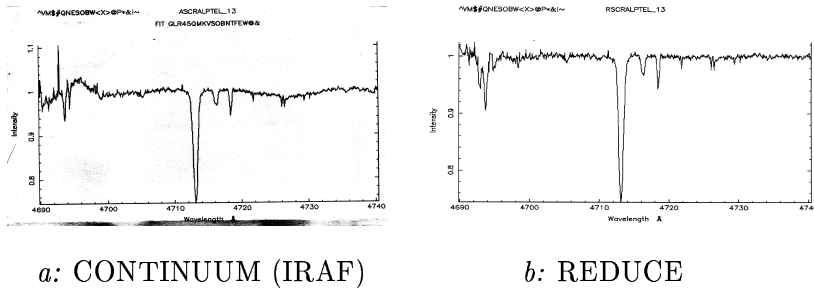 ^VM$∮QNESOBW<X>@P*&I~ ASCRALPTEL_13
FIT GLR45QMKVSOBNTFEW@&
1.1
1
0.9
0.8
Intensity
4690 4700 4710 4720 4730 4740
Wavelength Å
a: CONTINUUM (IRAF)
^VM$∮QNESOBW<X>@P*&I~ RSCRALPTEL_13
1
0.9
0.8
Intensity
4690 4700 4710 4720 4730 4740
Wavelength Å
b: REDUCE